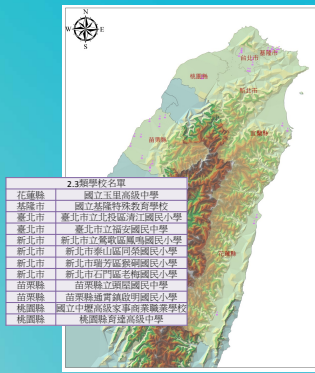 N
W E
S
基隆市
台北市
桃園縣
新北市
苗栗縣
宜蘭縣
花蓮縣
2.3類學校名單
花蓮縣 國立玉里高級中學
基隆市 國立基隆特殊教育學校
臺北市 臺北市立北投區清江國民小學
臺北市 臺北市立福安國民中學
新北市 新北市立鶯歌區鳳鳴國民小學
新北市 新北市泰山區同榮國民小學
新北市 新北市瑞芳區猴硐國民小學
新北市 新北市石門區老梅國民小學
苗栗縣 苗栗縣立頭屋國民中學
苗栗縣 苗栗縣通霄鎮啟明國民小學
桃園縣 國立中壢高級家事商業職業學校
桃園縣 桃園縣育達高級中學